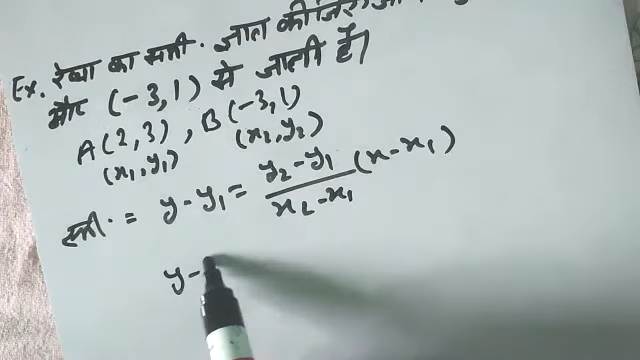 Ex. रेखा का समी. ज्ञात कीजिए
और (-3,1) से जाती है।
A(2,3), B(-3,1)
(x₁,y₁) (x₂,y₂)
समी. = y-y₁ = \frac{y₂-y₁}{x₂-x₁} (x-x₁)
y-